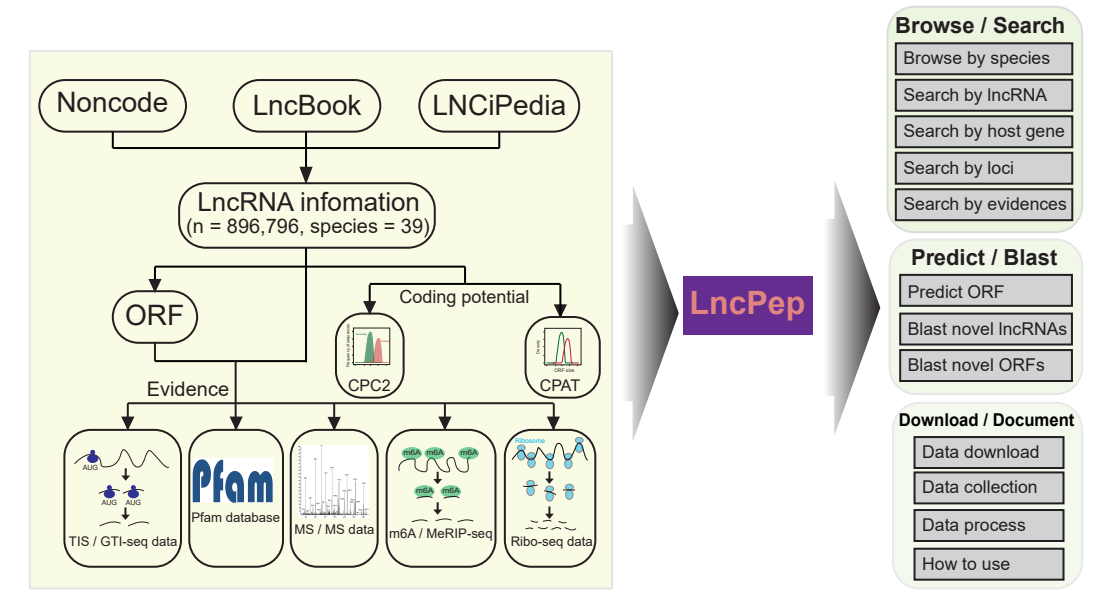 Noncode
LncBook
LNCiPedia
LncRNA infomation
(n = 896,796, species = 39)
ORF
Coding potential
CPC2
ORF size
CPAT
Evidence
AUG
AUG
AUG
TIS / GTI-seq data
Pfam
Pfam database
MS / MS data
m6A
m6A
m6A
m6A
m6A
m6A / MeRIP-seq
Ribosome
Ribo-seq data
LncPep
Browse / Search
Browse by species
Search by lncRNA
Search by host gene
Search by loci
Search by evidences
Predict / Blast
Predict ORF
Blast novel lncRNAs
Blast novel ORFs
Download / Document
Data download
Data collection
Data process
How to use